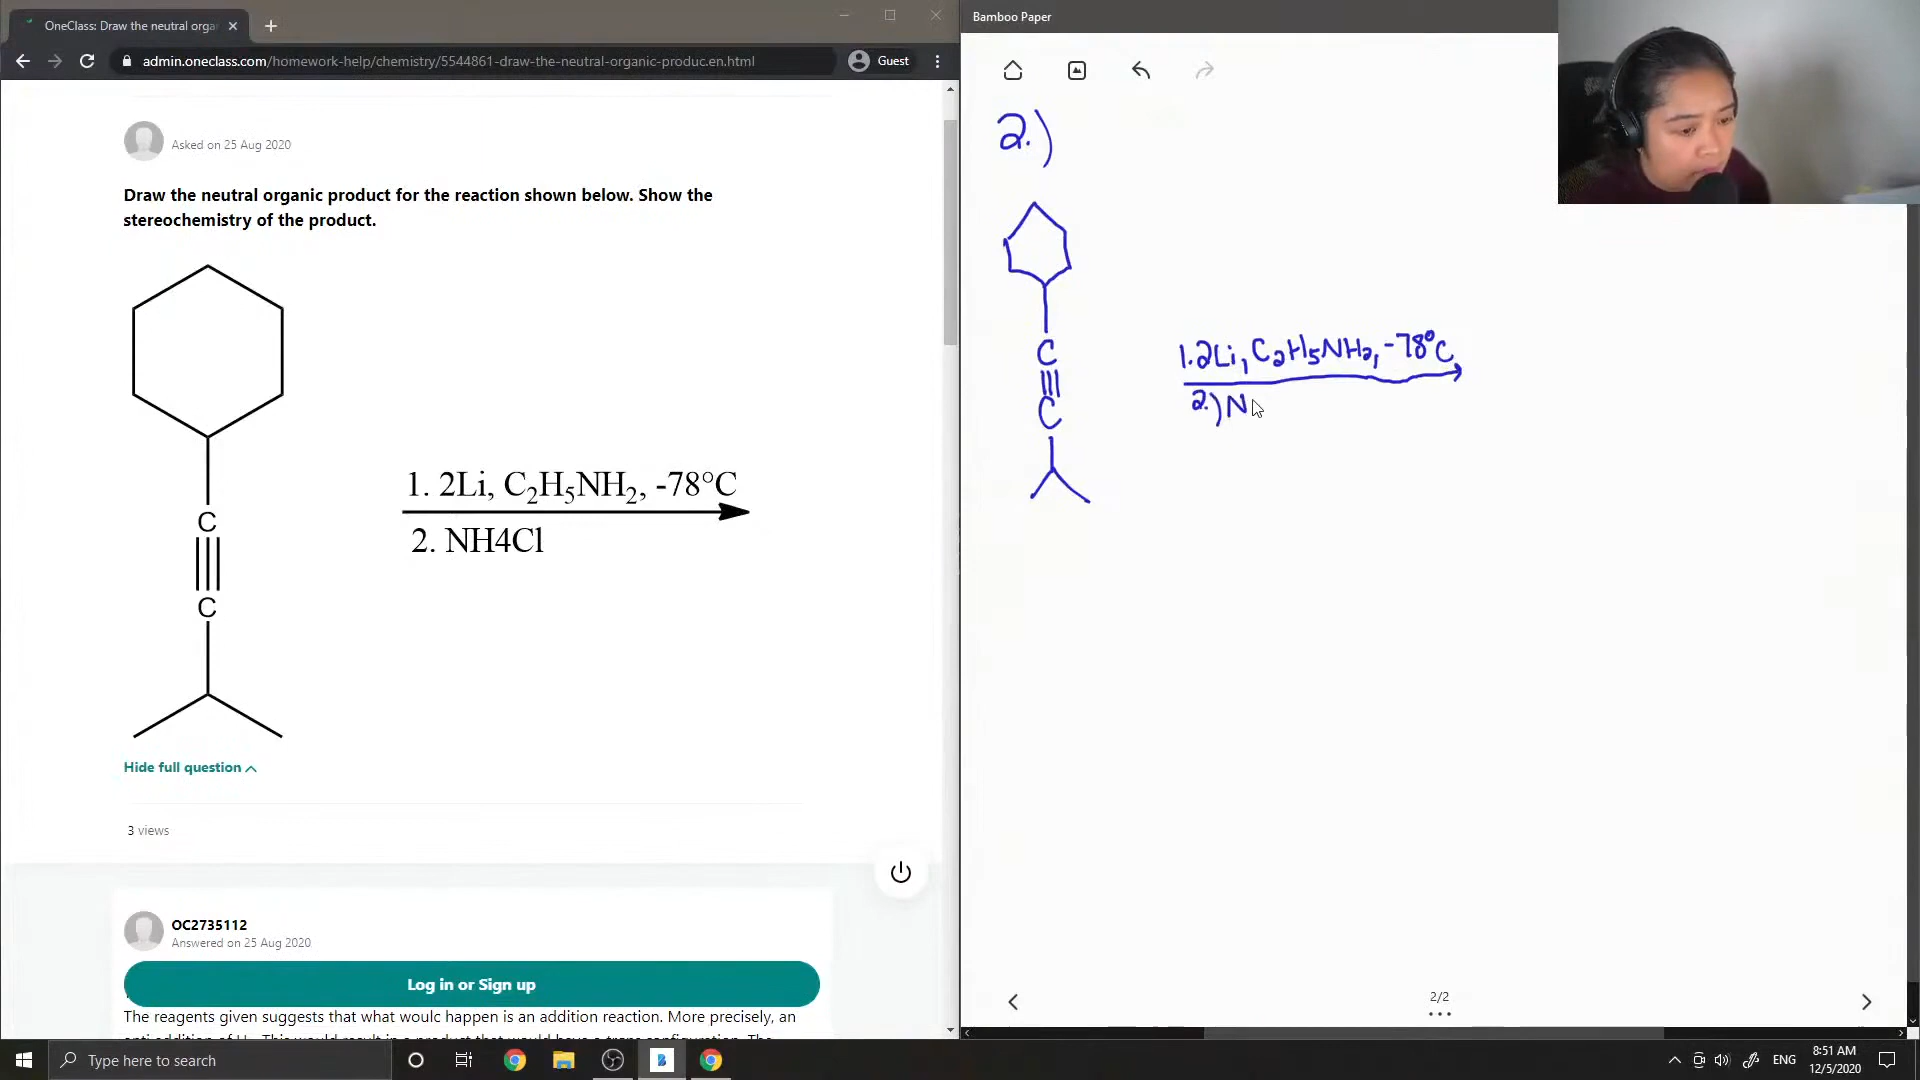 OneClass: Draw the neutral orga
admin.oneclass.com/homework-help/chemistry/5544861-draw-the-neutral-organic-produc.en.html
Guest
Asked on 25 Aug 2020
Draw the neutral organic product for the reaction shown below. Show the
stereochemistry of the product.
1. 2Li, C₂H₅NH₂, -78°C
2. NH4Cl
C
C
Hide full question
3 views
OC2735112
Answered on 25 Aug 2020
Log in or Sign up
The reagents given suggests that what would happen is an addition reaction. More precisely, an
Bamboo Paper
2.)
1. 2Li, C₂H₅NH₂, -78°C
2.) N
C
C
2/2
Type here to search
ENG
8:51 AM
12/5/2020